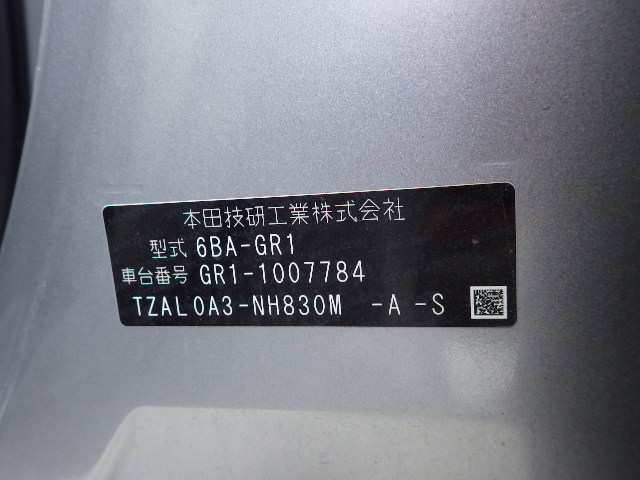 本田技研工業株式会社
型式 6BA-GR1
車台番号 GR1-1007784
TZAL0A3-NH830M -A -S